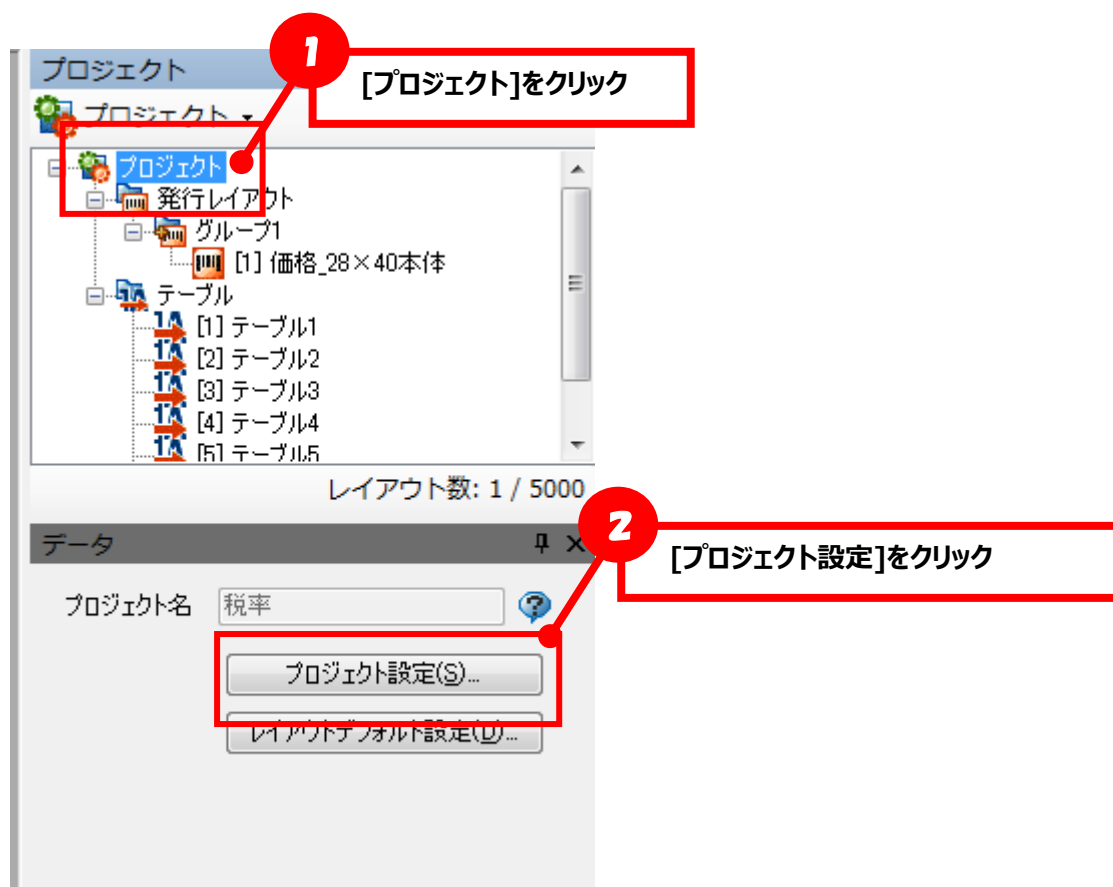 プロジェクト
1
[プロジェクト]をクリック
プロジェクト
プロジェクト
発行レイアウト
グループ1
[1] 価格_28×40本体
テーブル
[1] テーブル1
[2] テーブル2
[3] テーブル3
[4] テーブル4
[5] テーブル5
レイアウト数: 1 / 5000
2
データ
[プロジェクト設定]をクリック
プロジェクト名 税率
プロジェクト設定(S)...
レイアウトデフォルト設定(D)...